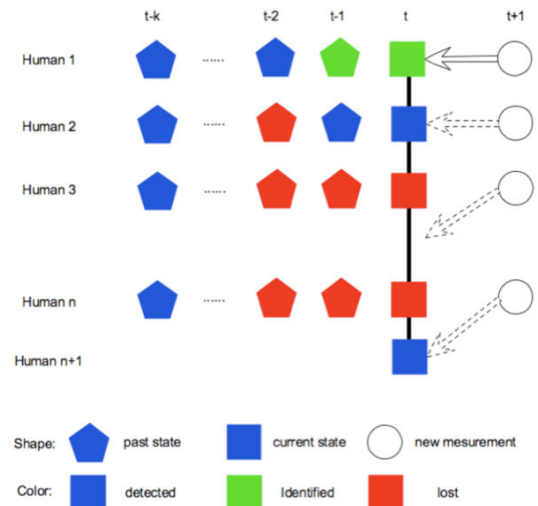 t-k t-2 t-1 t t+1
Human 1 ······
Human 2 ······
Human 3 ······
Human n ······
Human n+1
Shape: past state current state new mesurement
Color: detected Identified lost